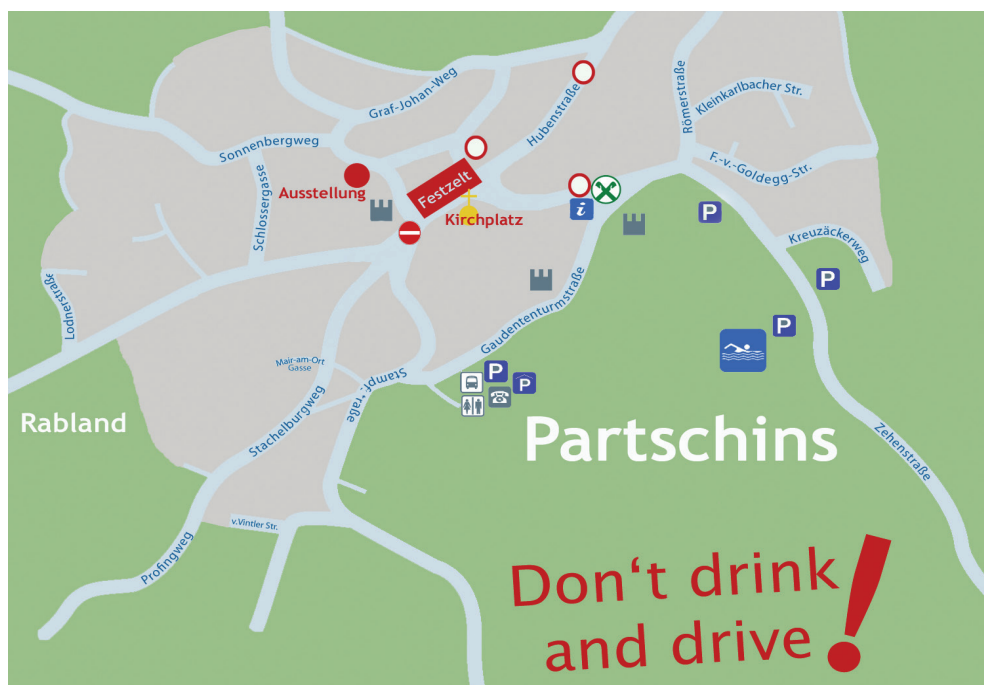 Graf-Johan-Weg
Hubenstraße
Römerstraße
Kleinkarlbacher Str.
Sonnenbergweg
Schlossergasse
Ausstellung
Festzelt
Kirchplatz
i
F.-v.-Goldegg-Str.
P
Kreuzäckerweg
P
Lodnerstraße
Gaudententurmstraße
P
Mair-am-Ort
Gasse
Stampfstraße
P
P
Rabland
Stachelburgweg
Partschins
Zehenstraße
v.Vintler Str.
Profingweg
Don't drink
and drive!